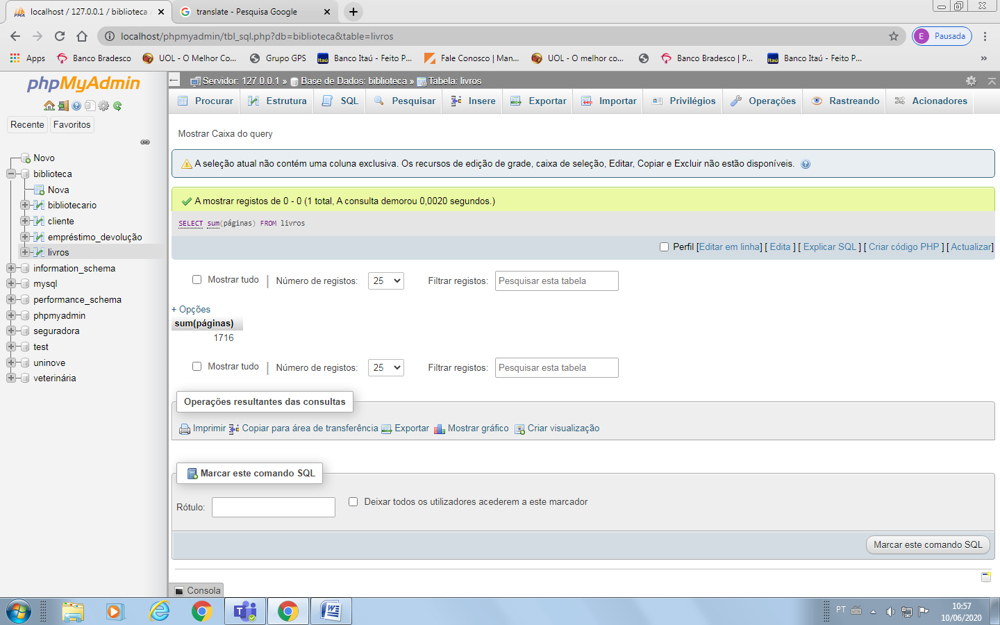 localhost / 127.0.0.1 / biblioteca
translate - Pesquisa Google
localhost/phpmyadmin/tbl_sql.php?db=biblioteca&table=livros
E Pausada
Apps
Banco Bradesco
UOL - O Melhor Co...
Grupo GPS
Banco Itaú - Feito P...
Fale Conosco | Man...
UOL - O melhor co...
Banco Bradesco | P...
Banco Itaú - Feito P...
phpMyAdmin
Recente
Favoritos
Novo
biblioteca
Nova
bibliotecario
cliente
empréstimo_devolução
livros
information_schema
mysql
performance_schema
phpmyadmin
seguradora
test
uninove
veterinária
Servidor: 127.0.0.1 » Base de Dados: biblioteca » Tabela: livros
Procurar
Estrutura
SQL
Pesquisar
Insere
Exportar
Importar
Privilégios
Operações
Rastreando
Acionadores
Mostrar Caixa do query
A seleção atual não contém uma coluna exclusiva. Os recursos de edição de grade, caixa de seleção, Editar, Copiar e Excluir não estão disponíveis.
A mostrar registos de 0 - 0 (1 total, A consulta demorou 0,0020 segundos.)
SELECT sum(páginas) FROM livros
Perfil [Editar em linha] [ Edita ] [ Explicar SQL ] [ Criar código PHP ] [ Actualizar]
Mostrar tudo | Número de registos: 25 Filtrar registos: Pesquisar esta tabela
+ Opções
sum(páginas)
1716
Mostrar tudo | Número de registos: 25 Filtrar registos: Pesquisar esta tabela
Operações resultantes das consultas
Imprimir Copiar para área de transferência Exportar Mostrar gráfico Criar visualização
Marcar este comando SQL
Rótulo: Deixar todos os utilizadores acederem a este marcador
Marcar este comando SQL
Consola
PT
10:57
10/06/2020